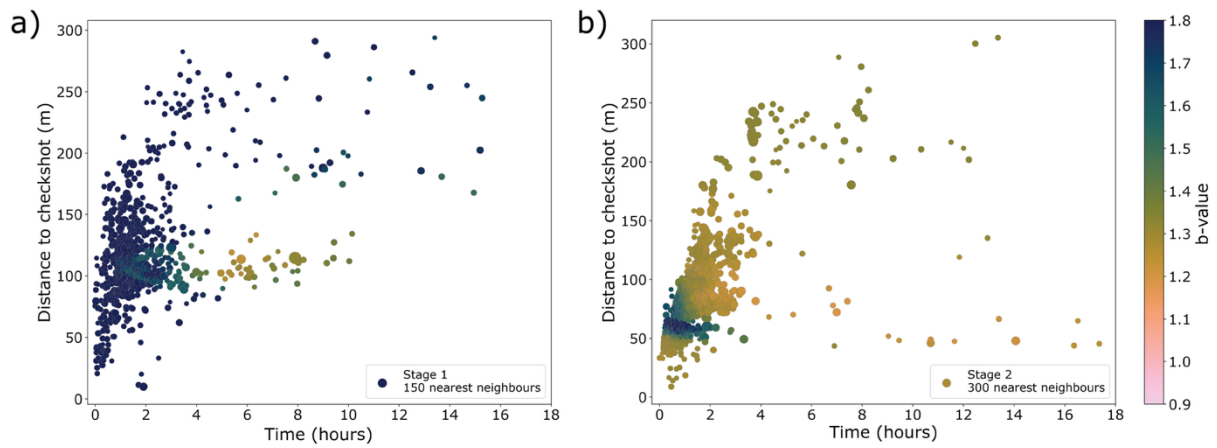 a)
300
250
200
150
100
50
0
Distance to checkshot (m)
0 2 4 6 8 10 12 14 16 18
Time (hours)
Stage 1
150 nearest neighbours
b)
300
250
200
150
100
50
0
Distance to checkshot (m)
0 2 4 6 8 10 12 14 16 18
Time (hours)
Stage 2
300 nearest neighbours
1.8
1.7
1.6
1.5
1.4
1.3
1.2
1.1
1.0
0.9
b-value